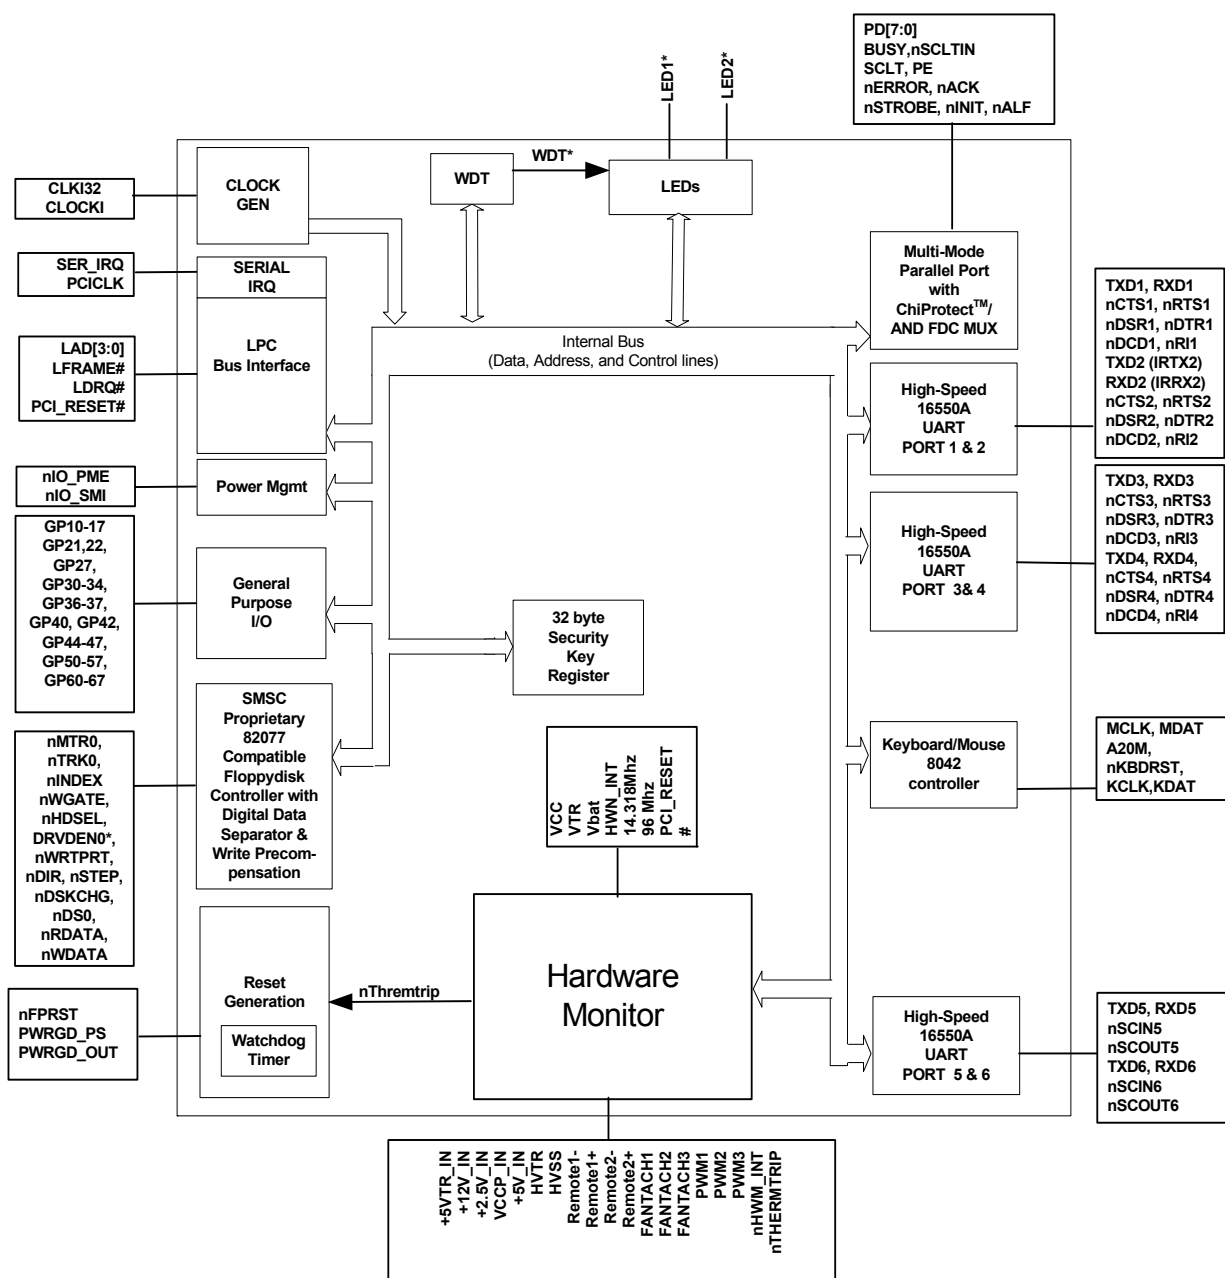 PD[7:0]
BUSY,nSCLTIN
SCLT, PE
nERROR, nACK
nSTROBE, nINIT, nALF
LED1*
LED2*
WDT*
WDT
LEDs
CLOCK
GEN
CLKI32
CLOCKI
SER_IRQ
PCICLK
SERIAL
IRQ
LPC
Bus Interface
LAD[3:0]
LFRAME#
LDRQ#
PCI_RESET#
Internal Bus
(Data, Address, and Control lines)
Multi-Mode
Parallel Port
with
ChiProtect™/
AND FDC MUX
High-Speed
16550A
UART
PORT 1 & 2
TXD1, RXD1
nCTS1, nRTS1
nDSR1, nDTR1
nDCD1, nRI1
TXD2 (IRTX2)
RXD2 (IRRX2)
nCTS2, nRTS2
nDSR2, nDTR2
nDCD2, nRI2
nIO_PME
nIO_SMI
Power Mgmt
High-Speed
16550A
UART
PORT 3& 4
TXD3, RXD3
nCTS3, nRTS3
nDSR3, nDTR3
nDCD3, nRI3
TXD4, RXD4,
nCTS4, nRTS4
nDSR4, nDTR4
nDCD4, nRI4
GP10-17
GP21,22,
GP27,
GP30-34,
GP36-37,
GP40, GP42,
GP44-47,
GP50-57,
GP60-67
General
Purpose
I/O
32 byte
Security
Key
Register
nMTR0,
nTRK0,
nINDEX
nWGATE,
nHDSEL,
DRVDEN0*,
nWRTPRT,
nDIR, nSTEP,
nDSKCHG,
nDS0,
nRDATA,
nWDATA
SMSC
Proprietary
82077
Compatible
Floppydisk
Controller with
Digital Data
Separator &
Write Precom-
pensation
Keyboard/Mouse
8042
controller
MCLK, MDAT
A20M,
nKBDRST,
KCLK,KDAT
VCC
VTR
Vbat
HWN_INT
14.318Mhz
96 Mhz
PCI_RESET
#
Hardware
Monitor
nThremtrip
Reset
Generation
Watchdog
Timer
nFPRST
PWRGD_PS
PWRGD_OUT
High-Speed
16550A
UART
PORT 5 & 6
TXD5, RXD5
nSCIN5
nSCOUT5
TXD6, RXD6
nSCIN6
nSCOUT6
+5VTR_IN
+12V_IN
+2.5V_IN
VCCP_IN
+5V_IN
HVTR
HVSS
Remote1-
Remote1+
Remote2-
Remote2+
FANTACH1
FANTACH2
FANTACH3
PWM1
PWM2
PWM3
nHWM_INT
nTHERMTRIP